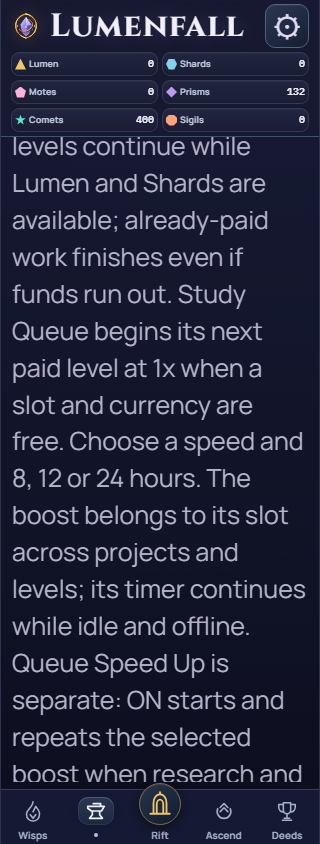 LUMENFALL
Lumen 0
Shards 0
Motes 0
Prisms 132
Comets 400
Sigils 0
levels continue while
Lumen and Shards are
available; already-paid
work finishes even if
funds run out. Study
Queue begins its next
paid level at 1x when a
slot and currency are
free. Choose a speed and
8, 12 or 24 hours. The
boost belongs to its slot
across projects and
levels; its timer continues
while idle and offline.
Queue Speed Up is
separate: ON starts and
repeats the selected
boost when research and
Wisps
Rift
Ascend
Deeds